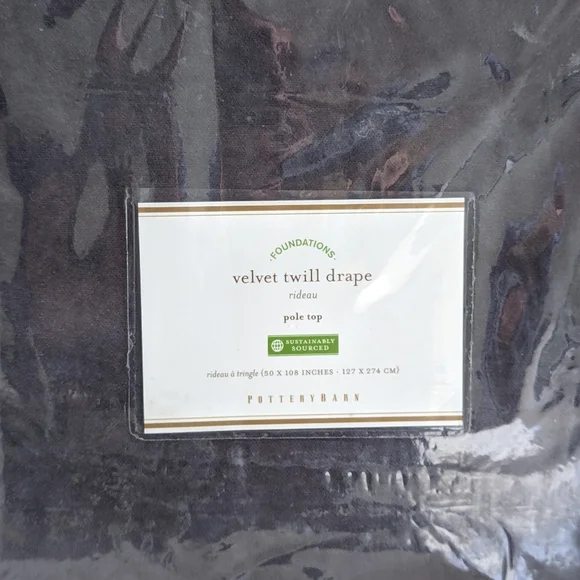 ·FOUNDATIONS·
velvet twill drape
rideau
pole top
SUSTAINABLY
SOURCED
rideau à tringle (50 X 108 INCHES · 127 X 274 CM)
POTTERY BARN